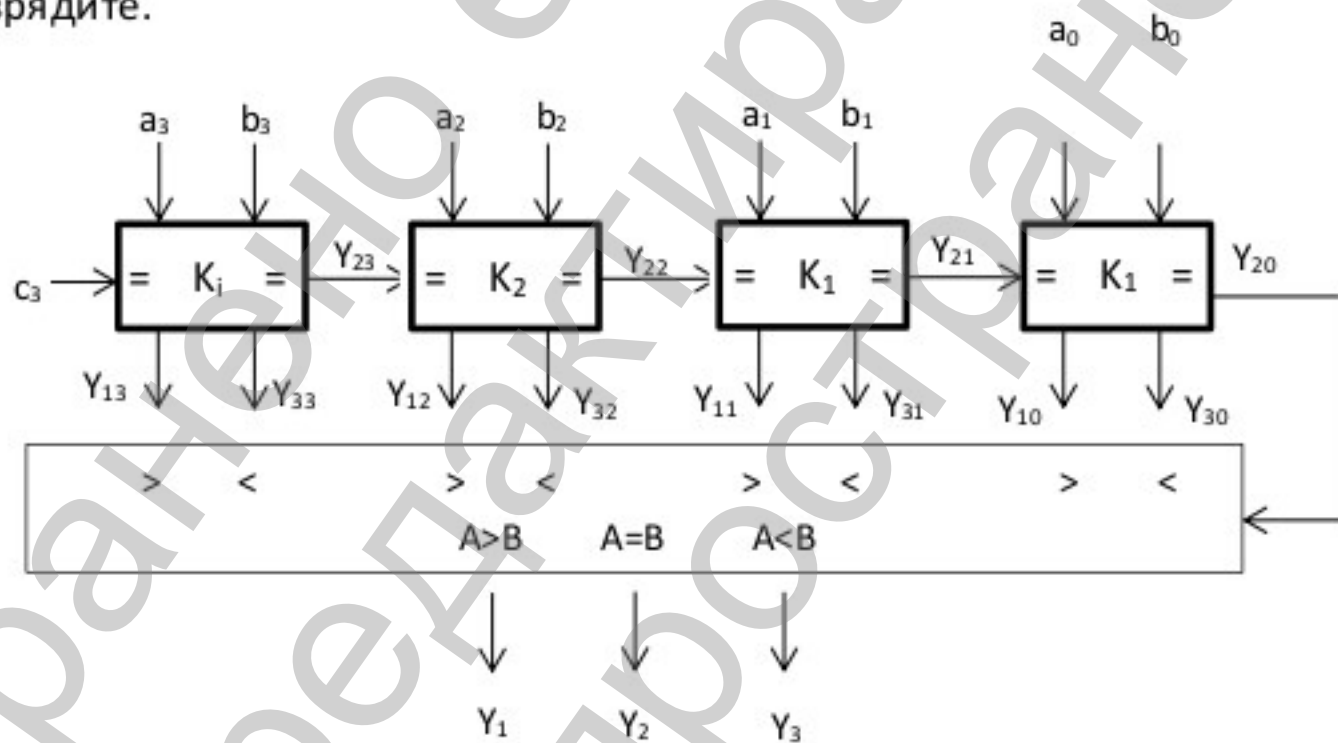 врядите.
a₀ b₀
a₃ b₃ a₂ b₂ a₁ b₁
c₃ = Kᵢ = Y₂₃ = K₂ = Y₂₂ = K₁ = Y₂₁ = K₁ = Y₂₀
Y₁₃ Y₃₃ Y₁₂ Y₃₂ Y₁₁ Y₃₁ Y₁₀ Y₃₀
> < > < > < > <
A>B A=B A<B
Y₁ Y₂ Y₃